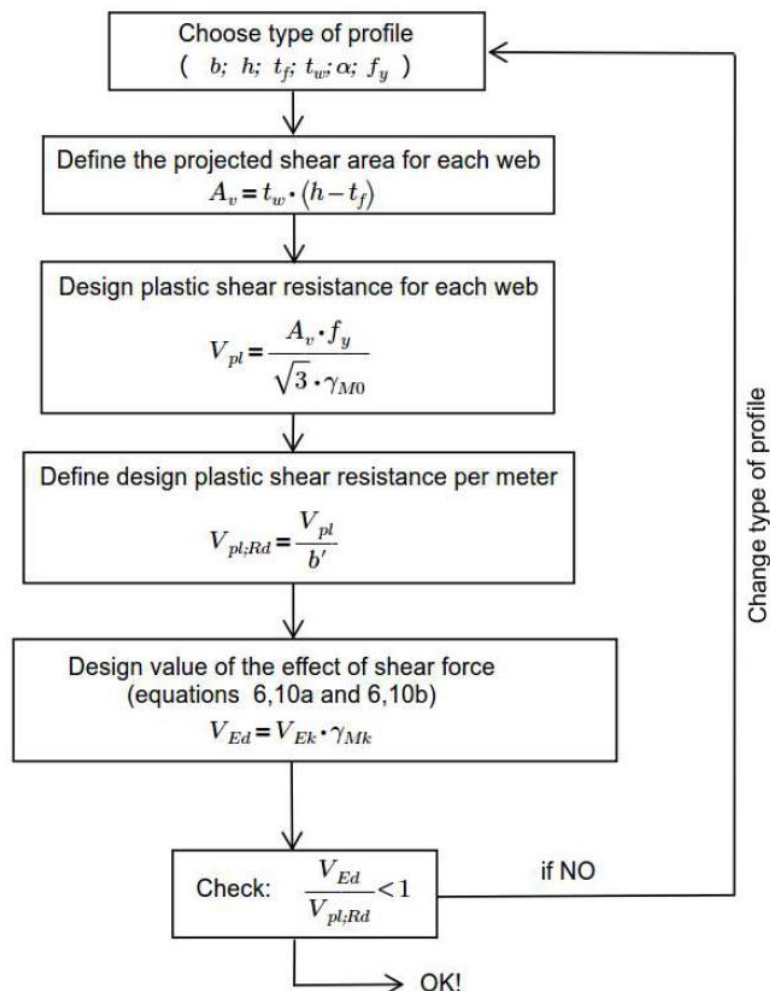 Choose type of profile
( b; h; t_f; t_w; α; f_y )
Define the projected shear area for each web
A_v = t_w · (h − t_f)
Design plastic shear resistance for each web
V_pl = A_v · f_y / √3 · γ_M0
Define design plastic shear resistance per meter
V_pl;Rd = V_pl / b′
Design value of the effect of shear force
(equations 6,10a and 6,10b)
V_Ed = V_Ek · γ_Mk
Check: V_Ed / V_pl;Rd < 1
if NO
Change type of profile
OK!